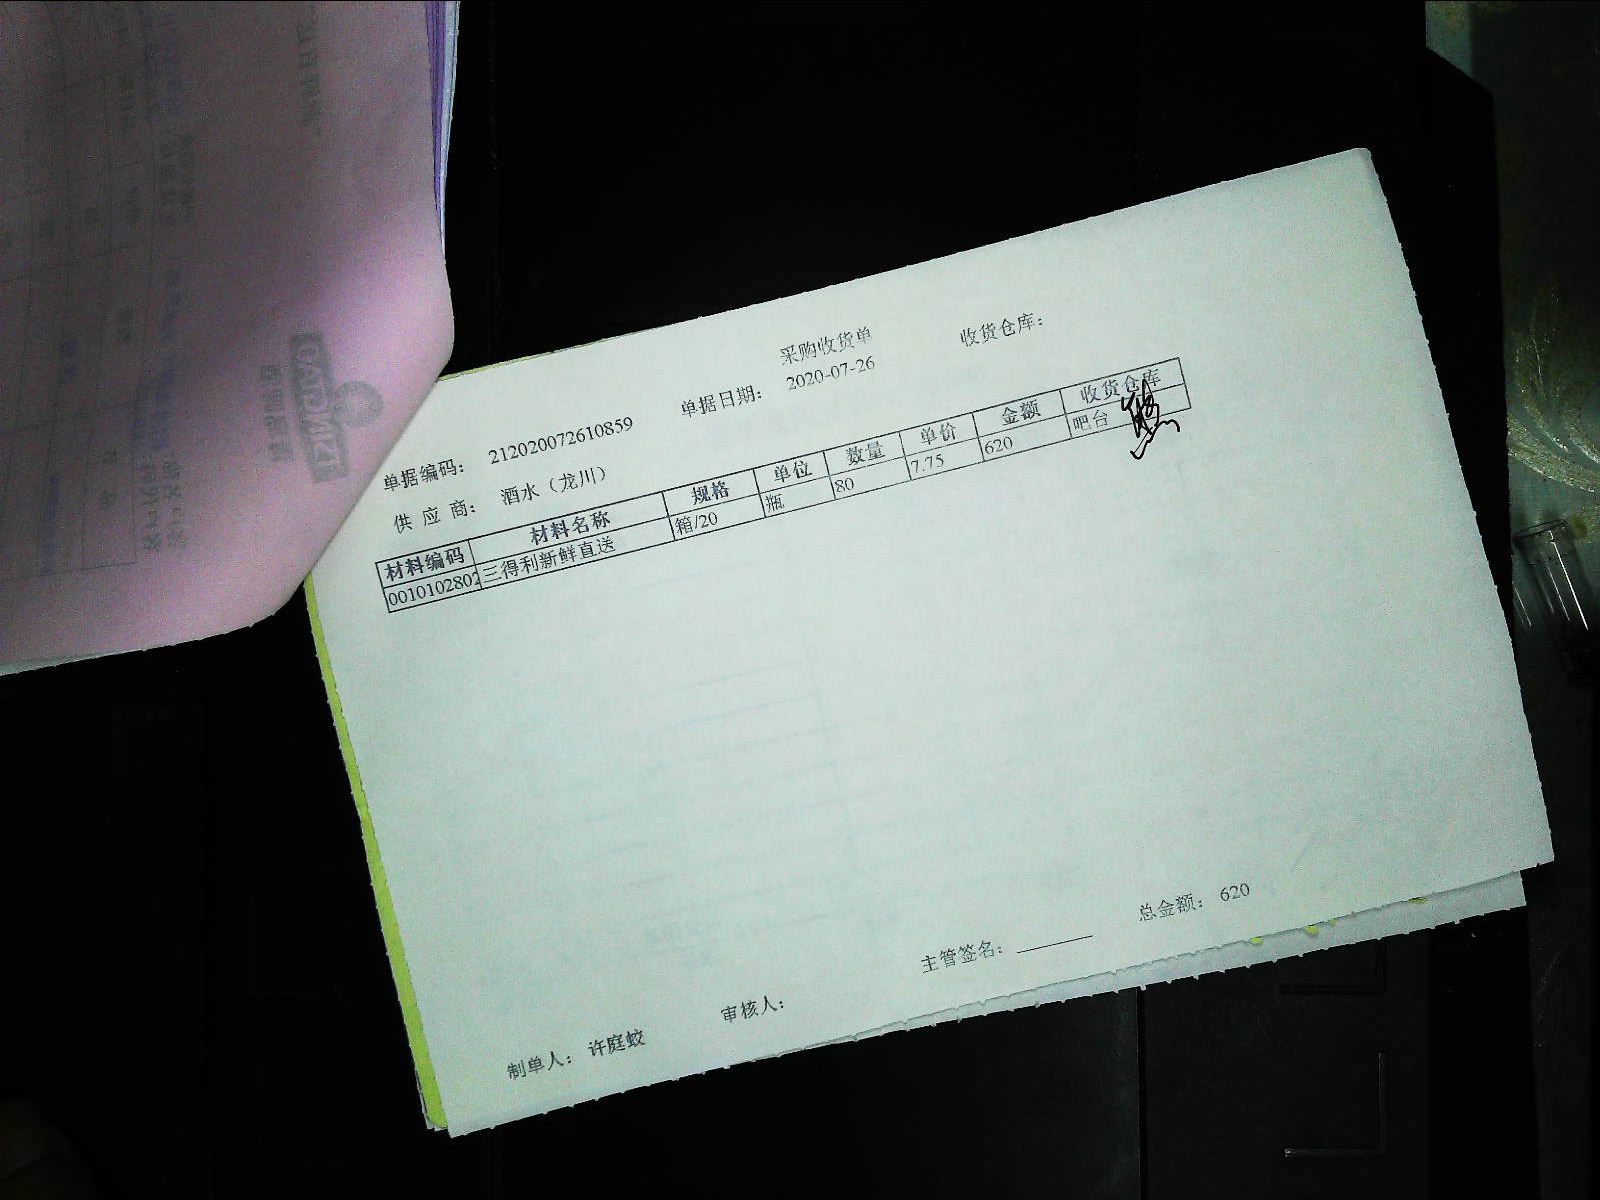 采购收货单
单据编码： 212020072610859 单据日期： 2020-07-26 收货仓库：
供 应 商： 酒水（龙川）
材料编码 材料名称 规格 单位 数量 单价 金额 收货仓库
0010102802 三得利新鲜直送 箱/20 瓶 80 7.75 620 吧台
总金额： 620
主管签名：
审核人：
制单人： 许庭蛟